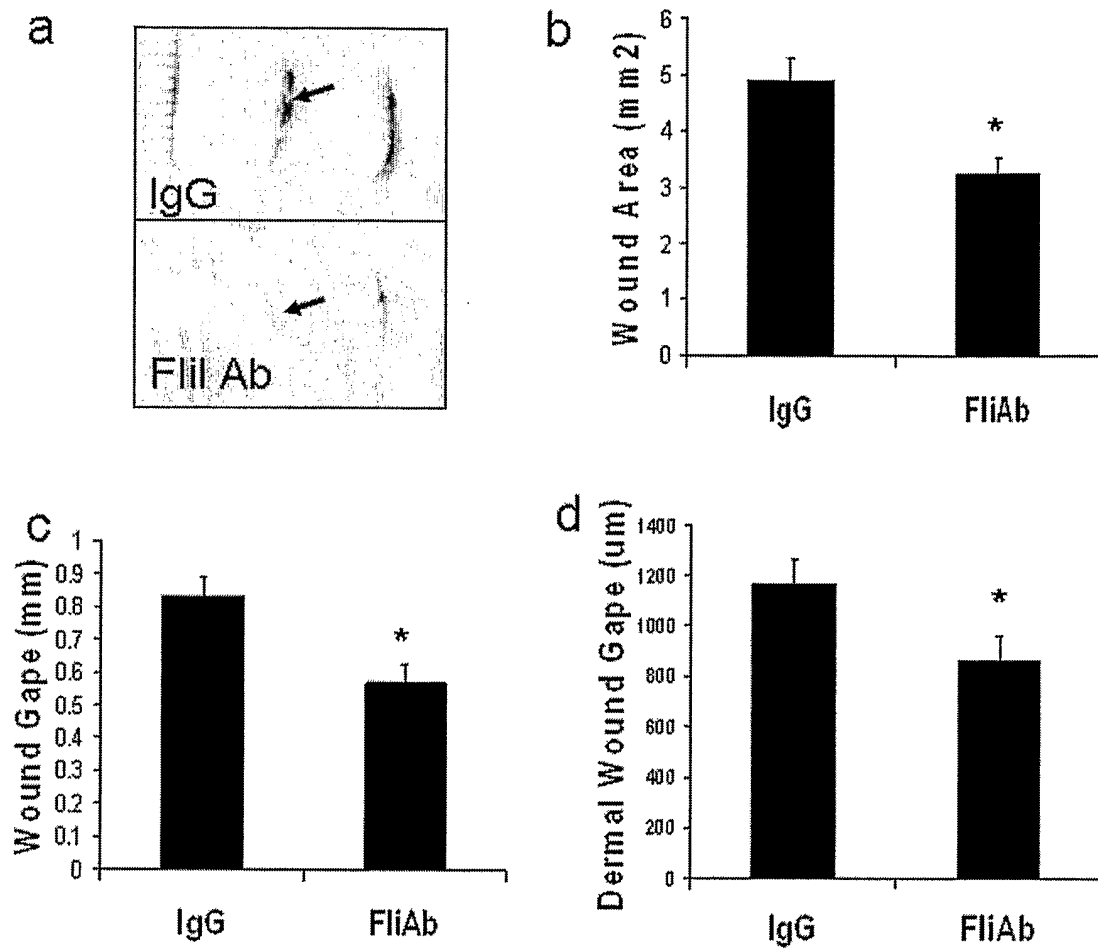 a
IgG
FliI Ab
b
Wound Area (mm2)
6
5
4
3
2
1
0
*
IgG
FliAb
c
Wound Gape (mm)
1
0.9
0.8
0.7
0.6
0.5
0.4
0.3
0.2
0.1
0
*
IgG
FliAb
d
Dermal Wound Gape (um)
1400
1200
1000
800
600
400
200
0
*
IgG
FliAb